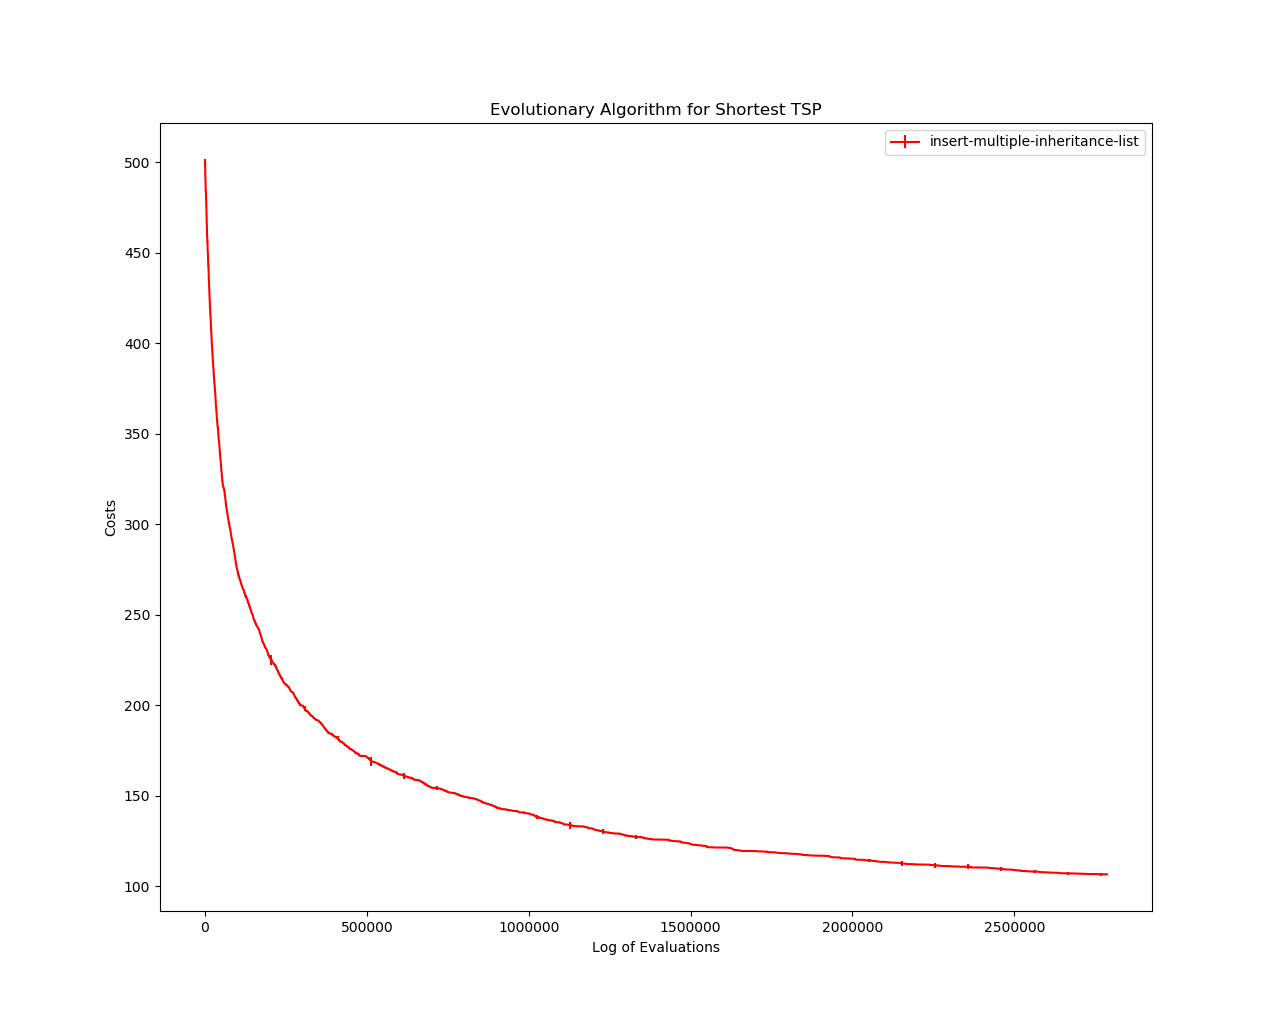 Evolutionary Algorithm for Shortest TSP
insert-multiple-inheritance-list
500
450
400
350
300
250
200
150
100
Costs
0 500000 1000000 1500000 2000000 2500000
Log of Evaluations